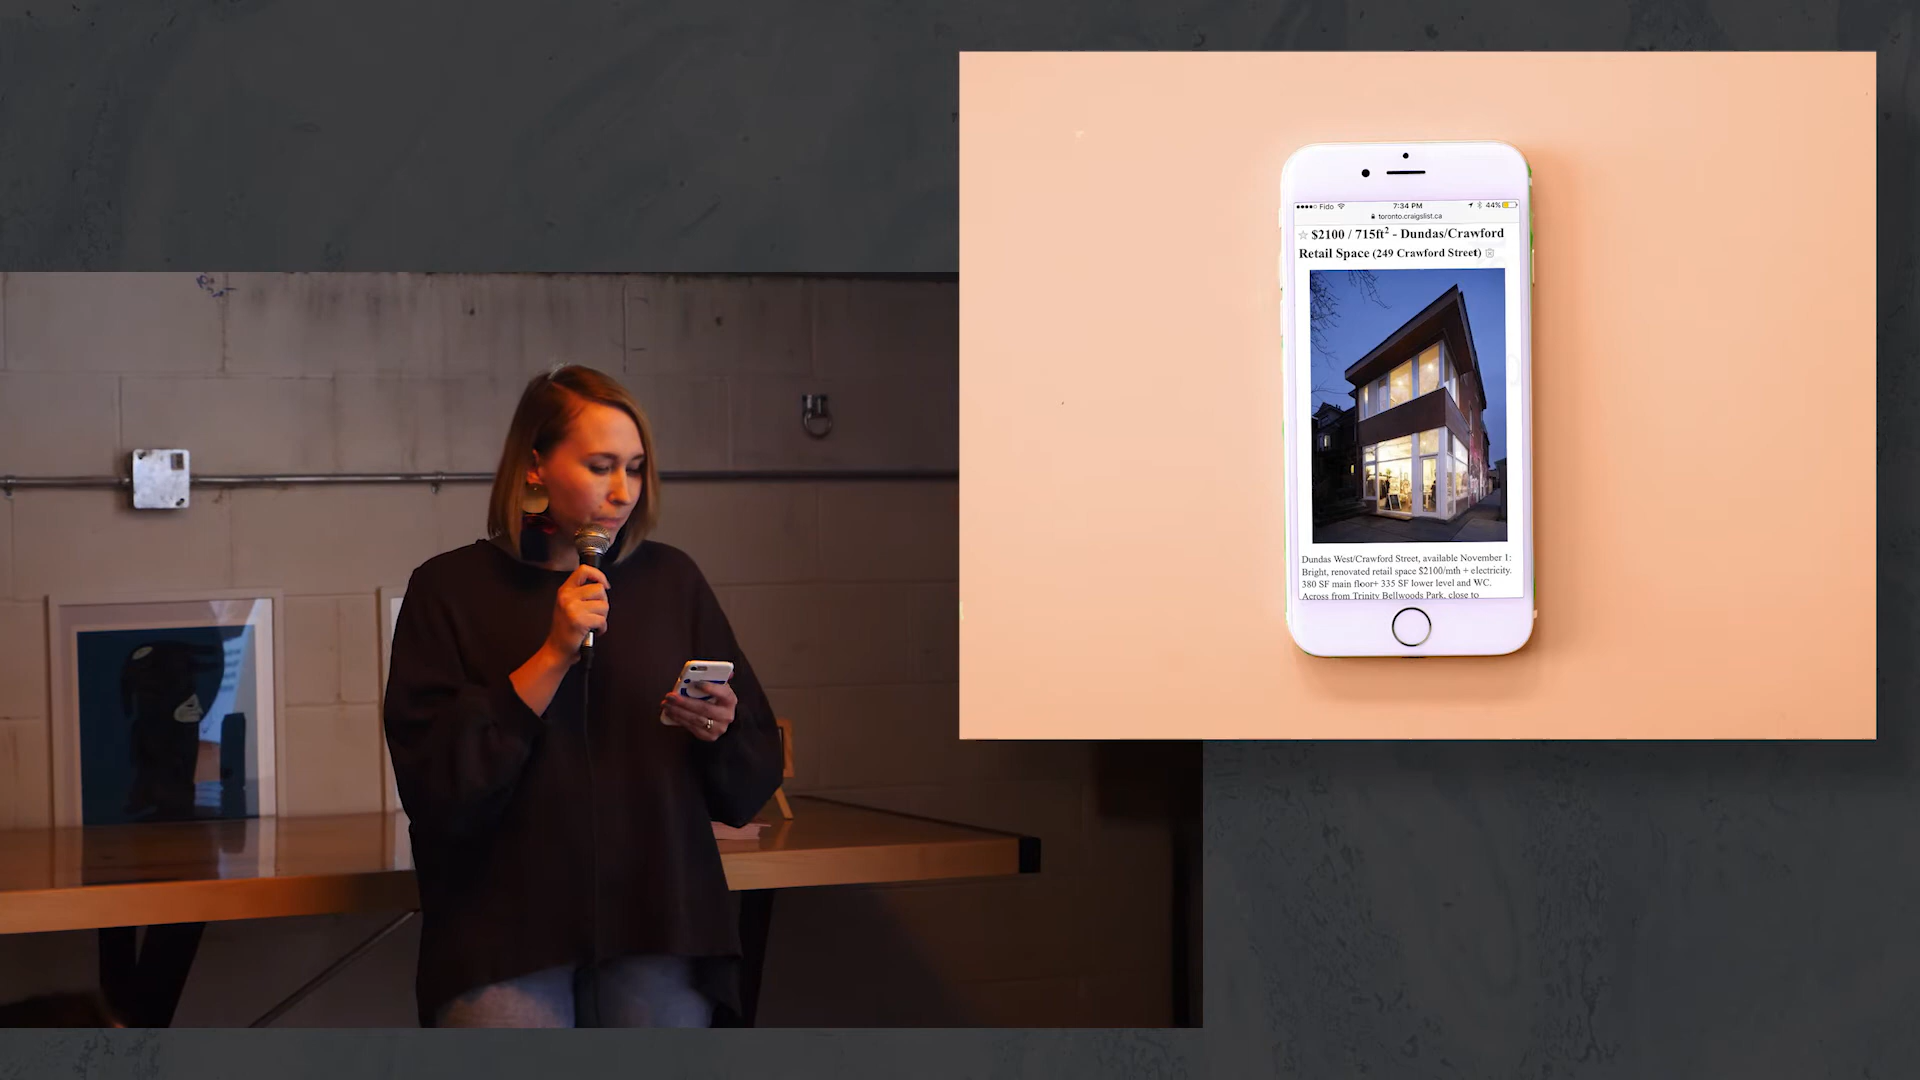 Fido 7:34 PM 44%
toronto.craigslist.ca
$2100 / 715ft² - Dundas/Crawford
Retail Space (249 Crawford Street)
Dundas West/Crawford Street, available November 1:
Bright, renovated retail space $2100/mth + electricity.
380 SF main floor+ 335 SF lower level and WC.
Across from Trinity Bellwoods Park, close to